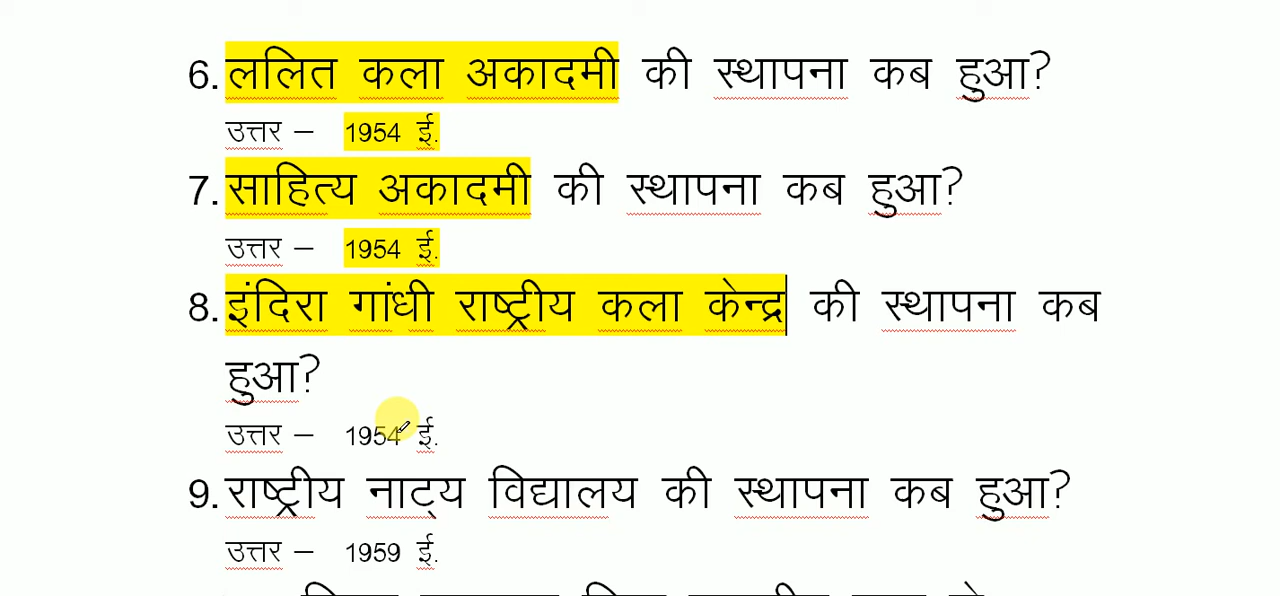 6. ललित कला अकादमी की स्थापना कब हुआ?
उत्तर – 1954 ई.
7. साहित्य अकादमी की स्थापना कब हुआ?
उत्तर – 1954 ई.
8. इंदिरा गांधी राष्ट्रीय कला केन्द्र की स्थापना कब
हुआ?
उत्तर – 1954 ई.
9. राष्ट्रीय नाट्य विद्यालय की स्थापना कब हुआ?
उत्तर – 1959 ई.